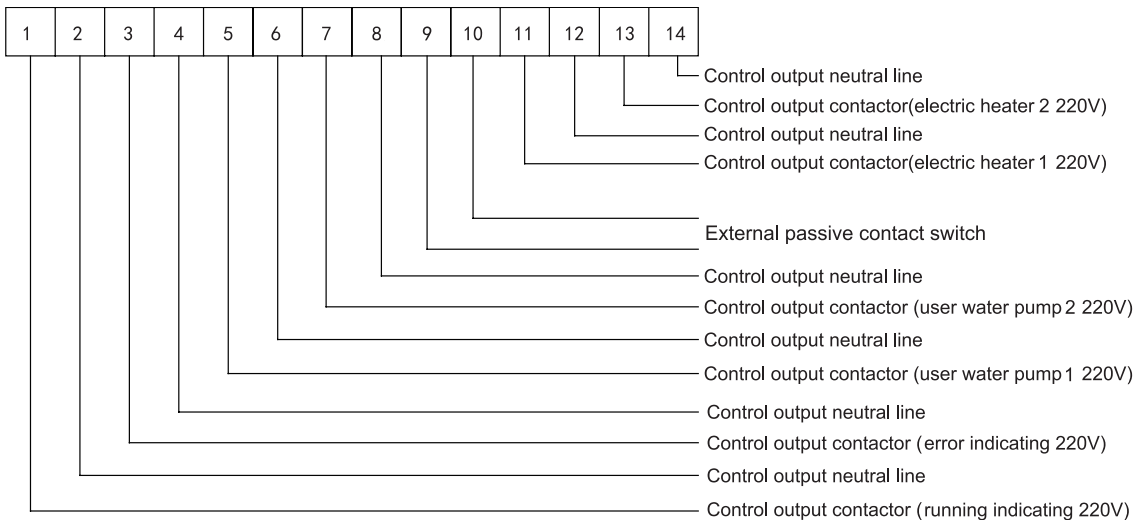 1 2 3 4 5 6 7 8 9 10 11 12 13 14
Control output neutral line
Control output contactor(electric heater 2 220V)
Control output neutral line
Control output contactor(electric heater 1 220V)
External passive contact switch
Control output neutral line
Control output contactor (user water pump 2 220V)
Control output neutral line
Control output contactor (user water pump 1 220V)
Control output neutral line
Control output contactor (error indicating 220V)
Control output neutral line
Control output contactor (running indicating 220V)